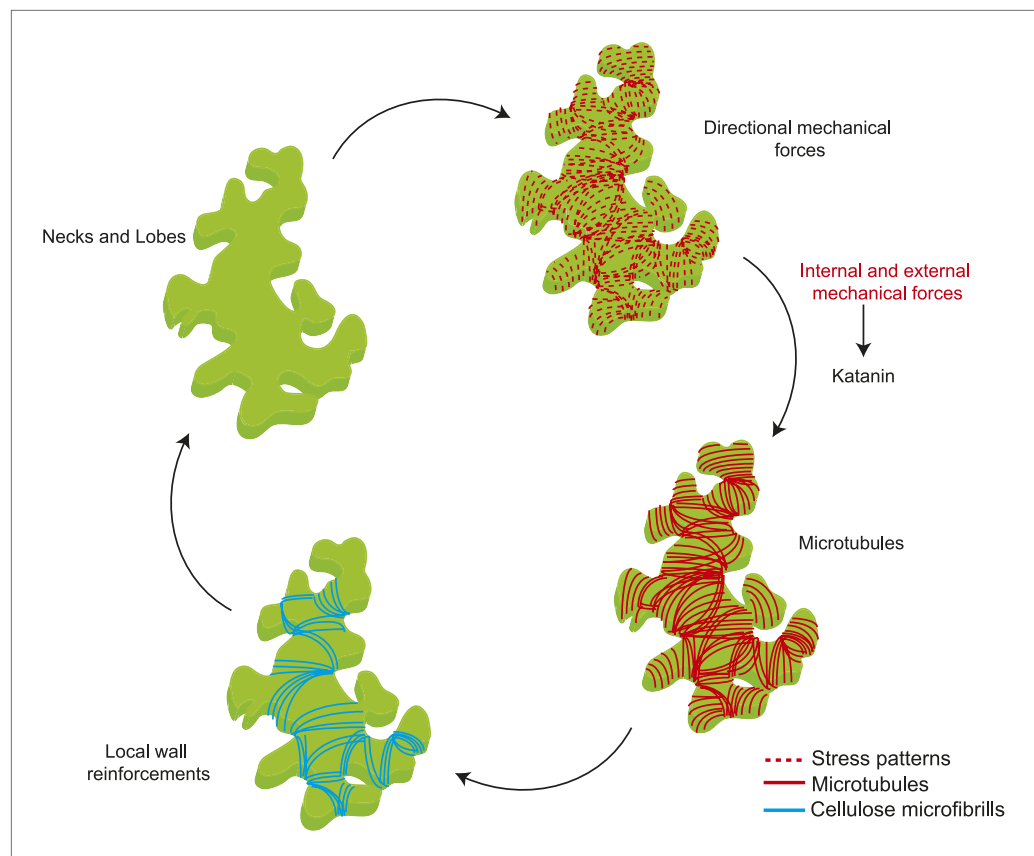 Directional mechanical
forces
Necks and Lobes
Internal and external
mechanical forces
Katanin
Microtubules
Local wall
reinforcements
Stress patterns
Microtubules
Cellulose microfibrills